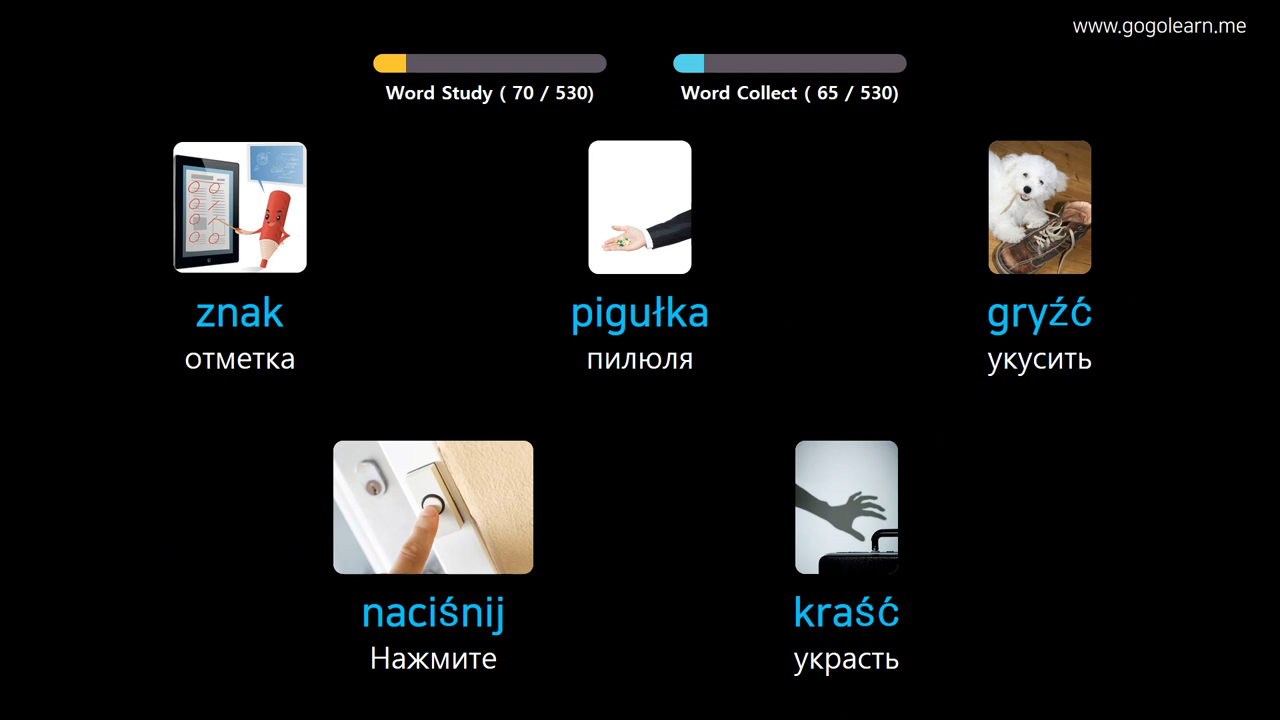 www.gogolearn.me
Word Study ( 70 / 530)
Word Collect ( 65 / 530)
znak
pigułka
gryźć
отметка
пилюля
укусить
naciśnij
kraść
Нажмите
украсть